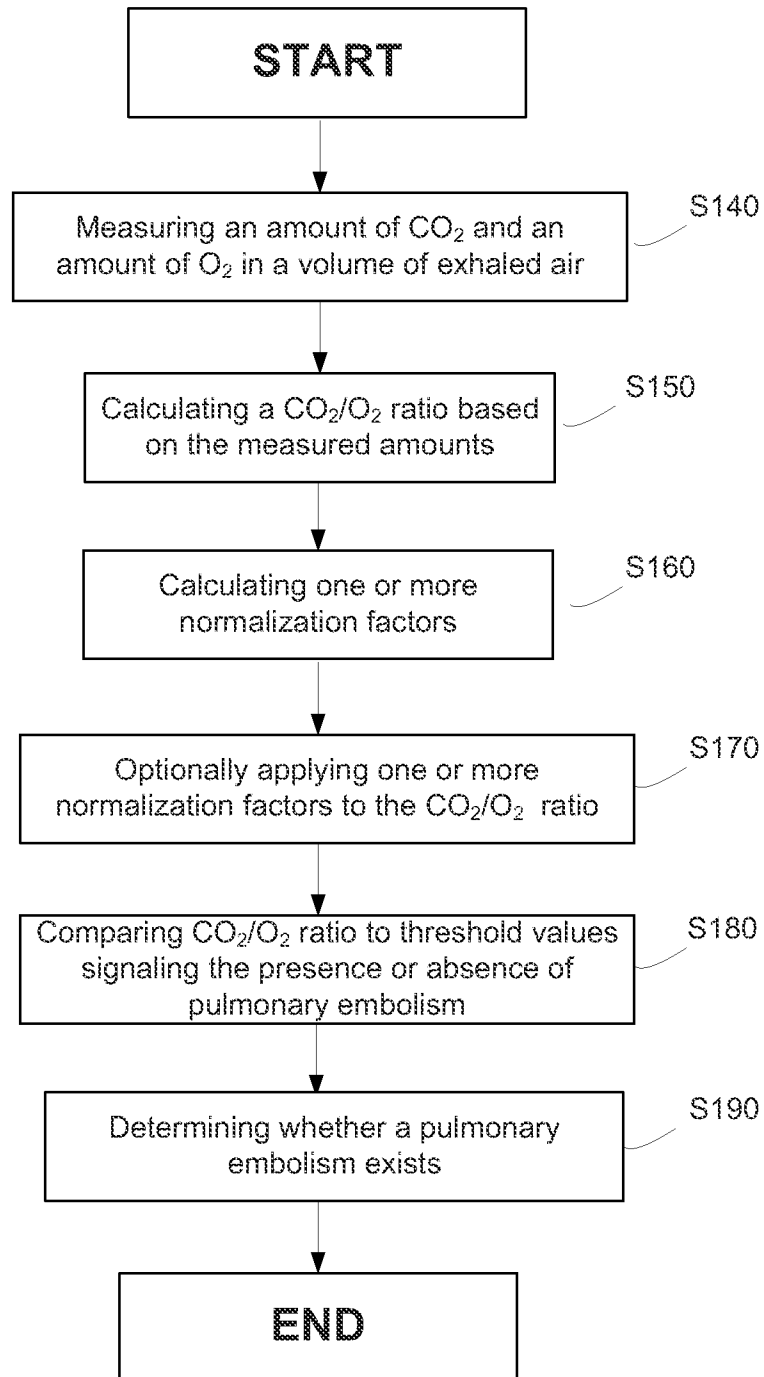 START
Measuring an amount of CO₂ and an
amount of O₂ in a volume of exhaled air
S140
Calculating a CO₂/O₂ ratio based
on the measured amounts
S150
Calculating one or more
normalization factors
S160
Optionally applying one or more
normalization factors to the CO₂/O₂ ratio
S170
Comparing CO₂/O₂ ratio to threshold values
signaling the presence or absence of
pulmonary embolism
S180
Determining whether a pulmonary
embolism exists
S190
END